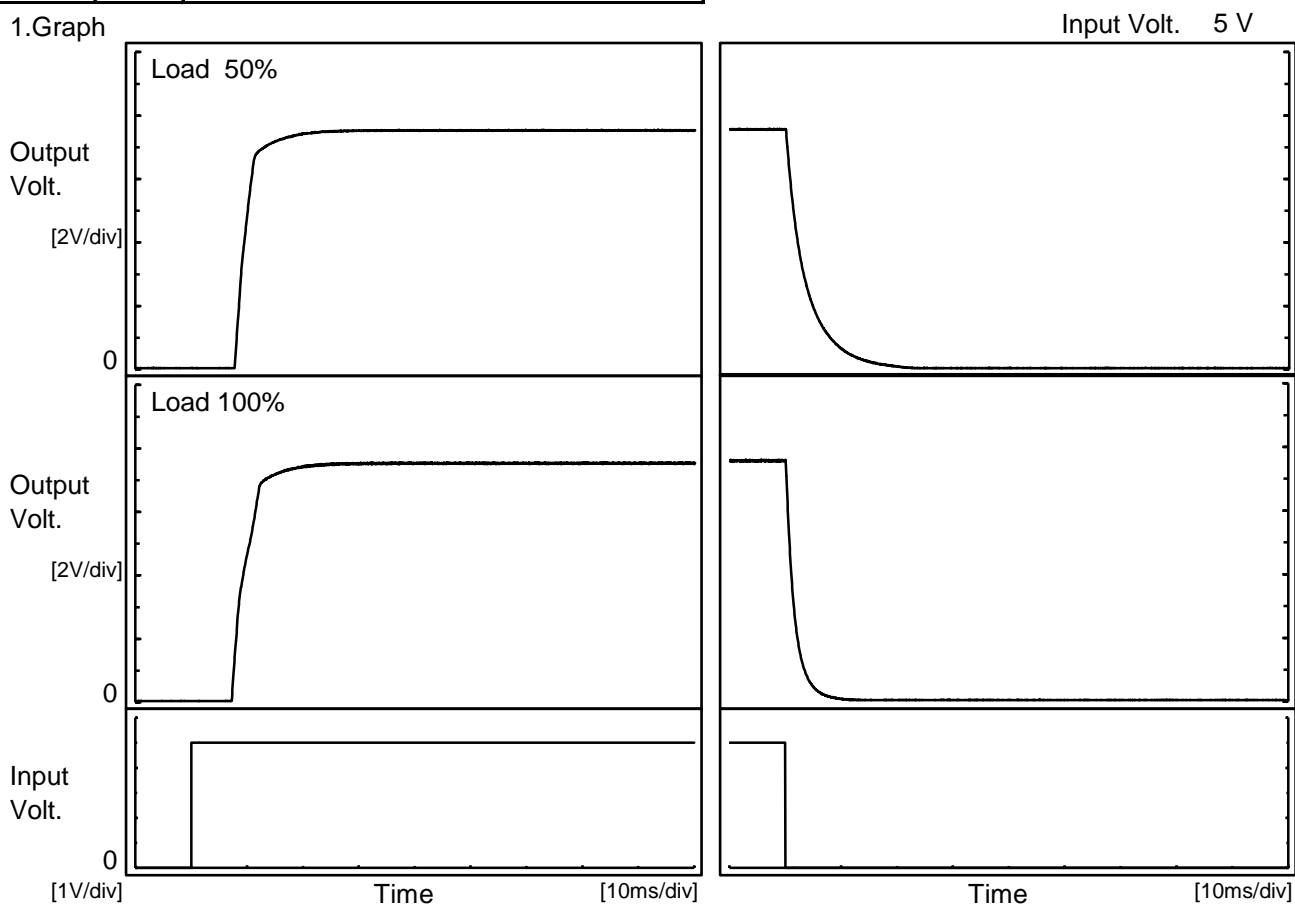 1.Graph
Input Volt. 5 V
Load 50%
Output
Volt.
[2V/div]
0
Load 100%
Output
Volt.
[2V/div]
0
Input
Volt.
0
[1V/div]
Time
[10ms/div]
Time
[10ms/div]